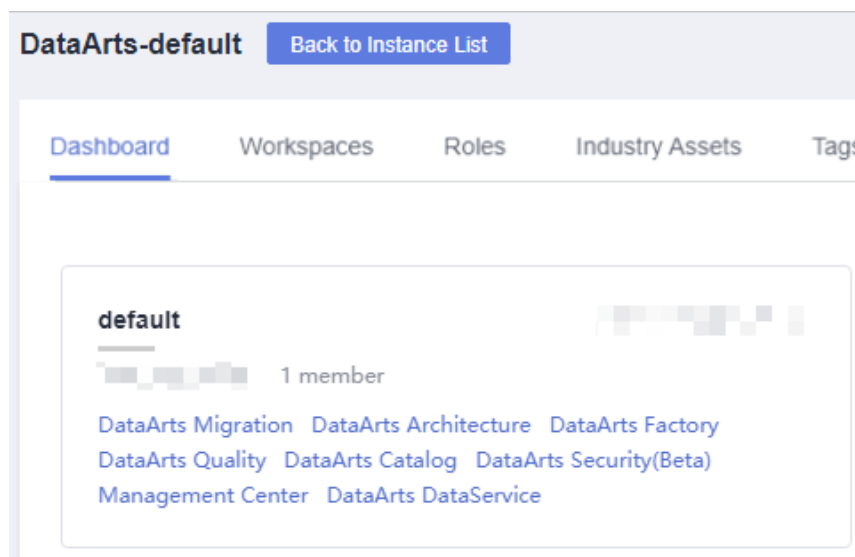 DataArts-default Back to Instance List
Dashboard Workspaces Roles Industry Assets Tags
default
1 member
DataArts Migration DataArts Architecture DataArts Factory
DataArts Quality DataArts Catalog DataArts Security(Beta)
Management Center DataArts DataService